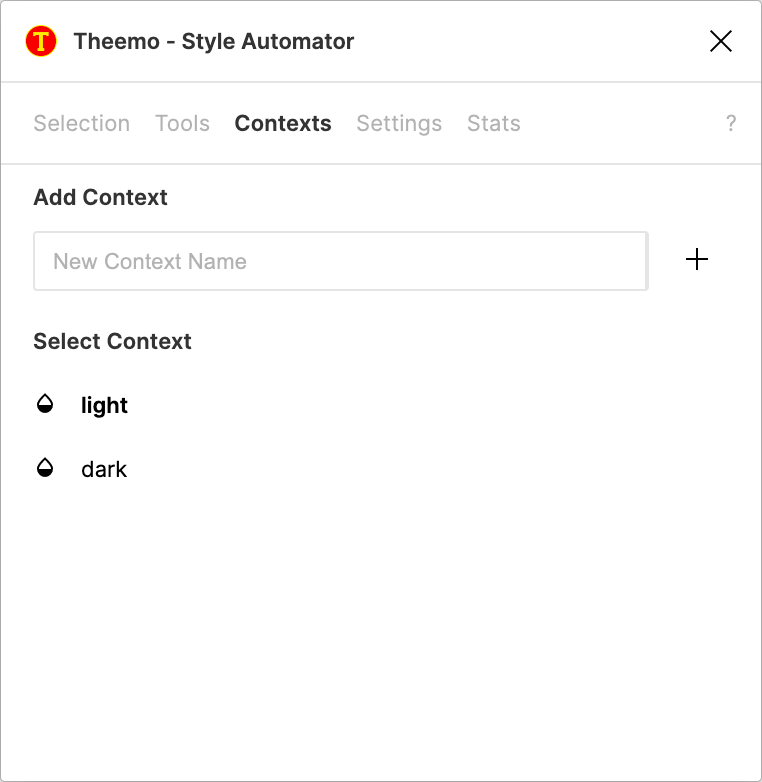 T Theemo - Style Automator
Selection Tools Contexts Settings Stats ?
Add Context
New Context Name
Select Context
light
dark